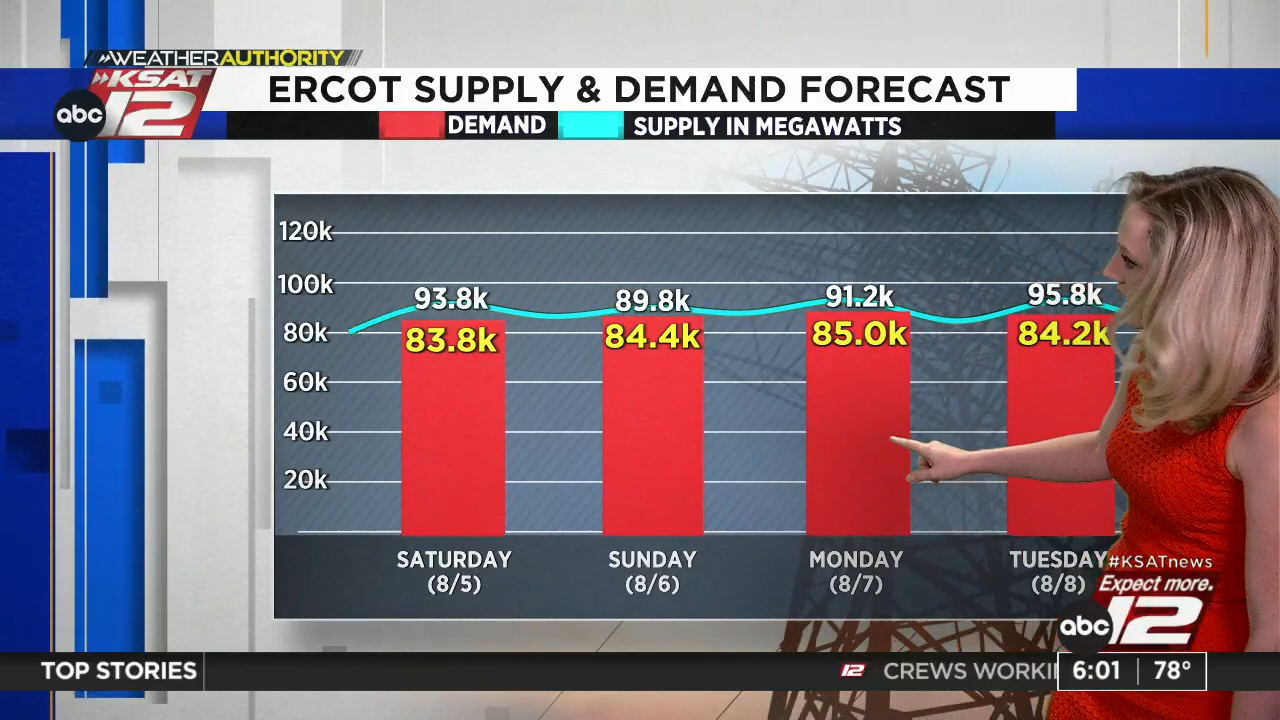 WEATHERAUTHORITY
KSAT
abc 12
ERCOT SUPPLY & DEMAND FORECAST
DEMAND SUPPLY IN MEGAWATTS
120k
100k
80k
60k
40k
20k
93.8k 89.8k 91.2k 95.8k
83.8k 84.4k 85.0k 84.2k
SATURDAY SUNDAY MONDAY TUESDAY
(8/5) (8/6) (8/7) (8/8)
#KSATnews
Expect more.
abc 12
TOP STORIES 12 CREWS WORKI 6:01 78°